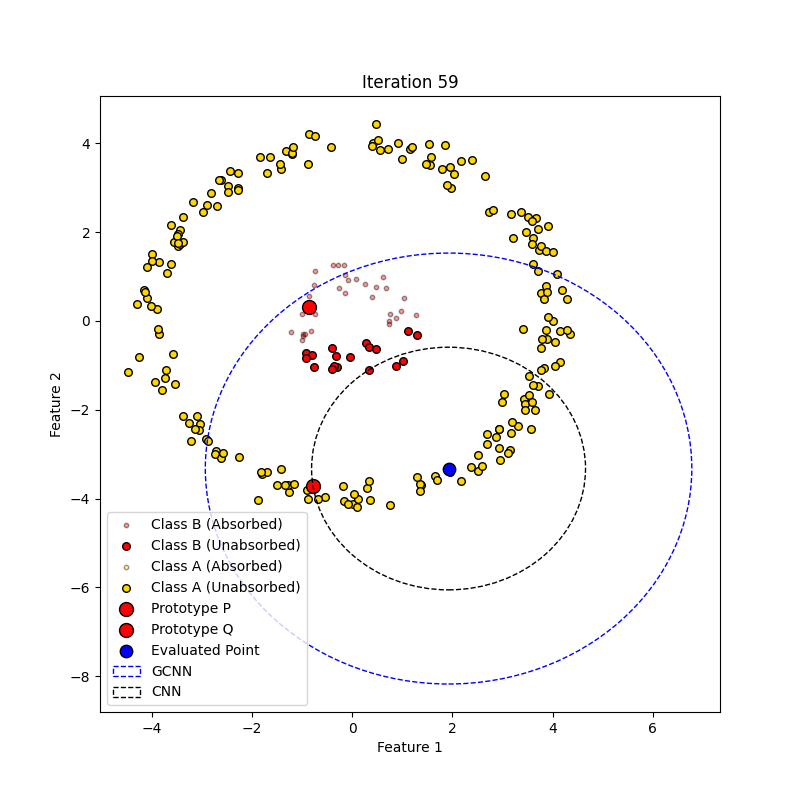 Iteration 59
Feature 2
4
2
0
−2
−4
−6
−8
Class B (Absorbed)
Class B (Unabsorbed)
Class A (Absorbed)
Class A (Unabsorbed)
Prototype P
Prototype Q
Evaluated Point
GCNN
CNN
−4 −2 0 2 4 6
Feature 1